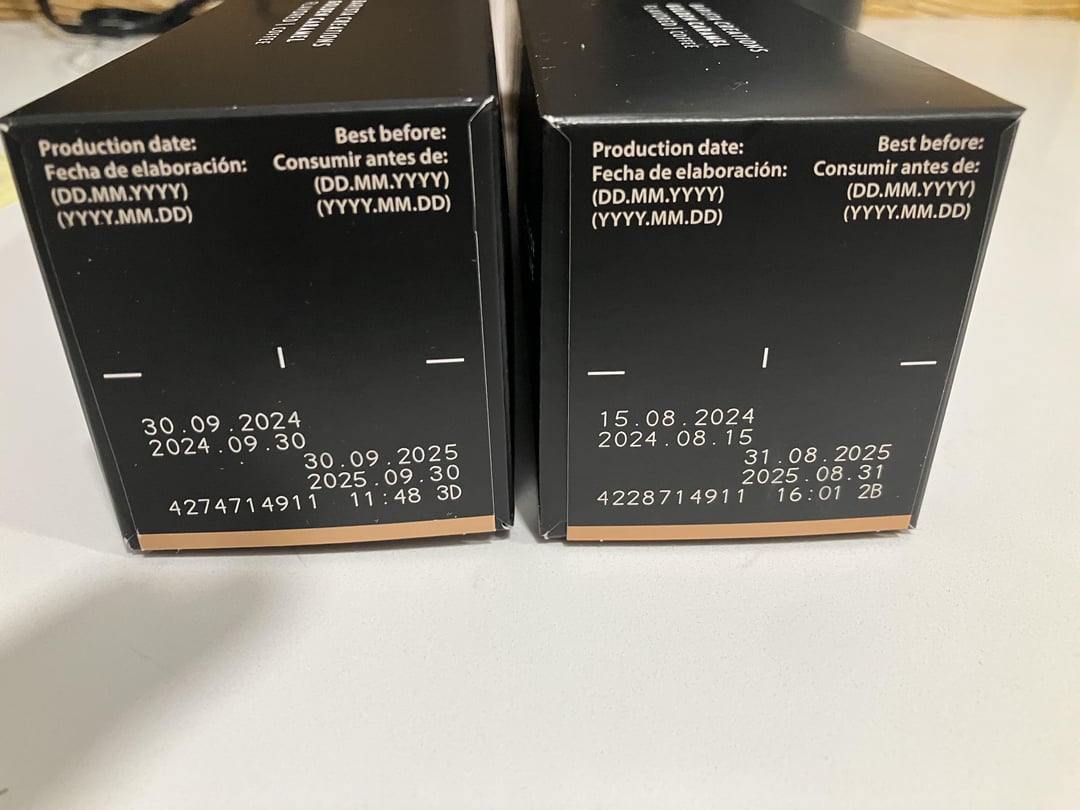 CREATIONS
COFFEE
Production date:
Fecha de elaboración:
(DD.MM.YYYY)
(YYYY.MM.DD)
Best before:
Consumir antes de:
(DD.MM.YYYY)
(YYYY.MM.DD)
30.09.2024
2024.09.30
30.09.2025
2025.09.30
4274714911 11:48 3D
CREATIONS
COFFEE
Production date:
Fecha de elaboración:
(DD.MM.YYYY)
(YYYY.MM.DD)
Best before:
Consumir antes de:
(DD.MM.YYYY)
(YYYY.MM.DD)
15.08.2024
2024.08.15
31.08.2025
2025.08.31
4228714911 16:01 2B